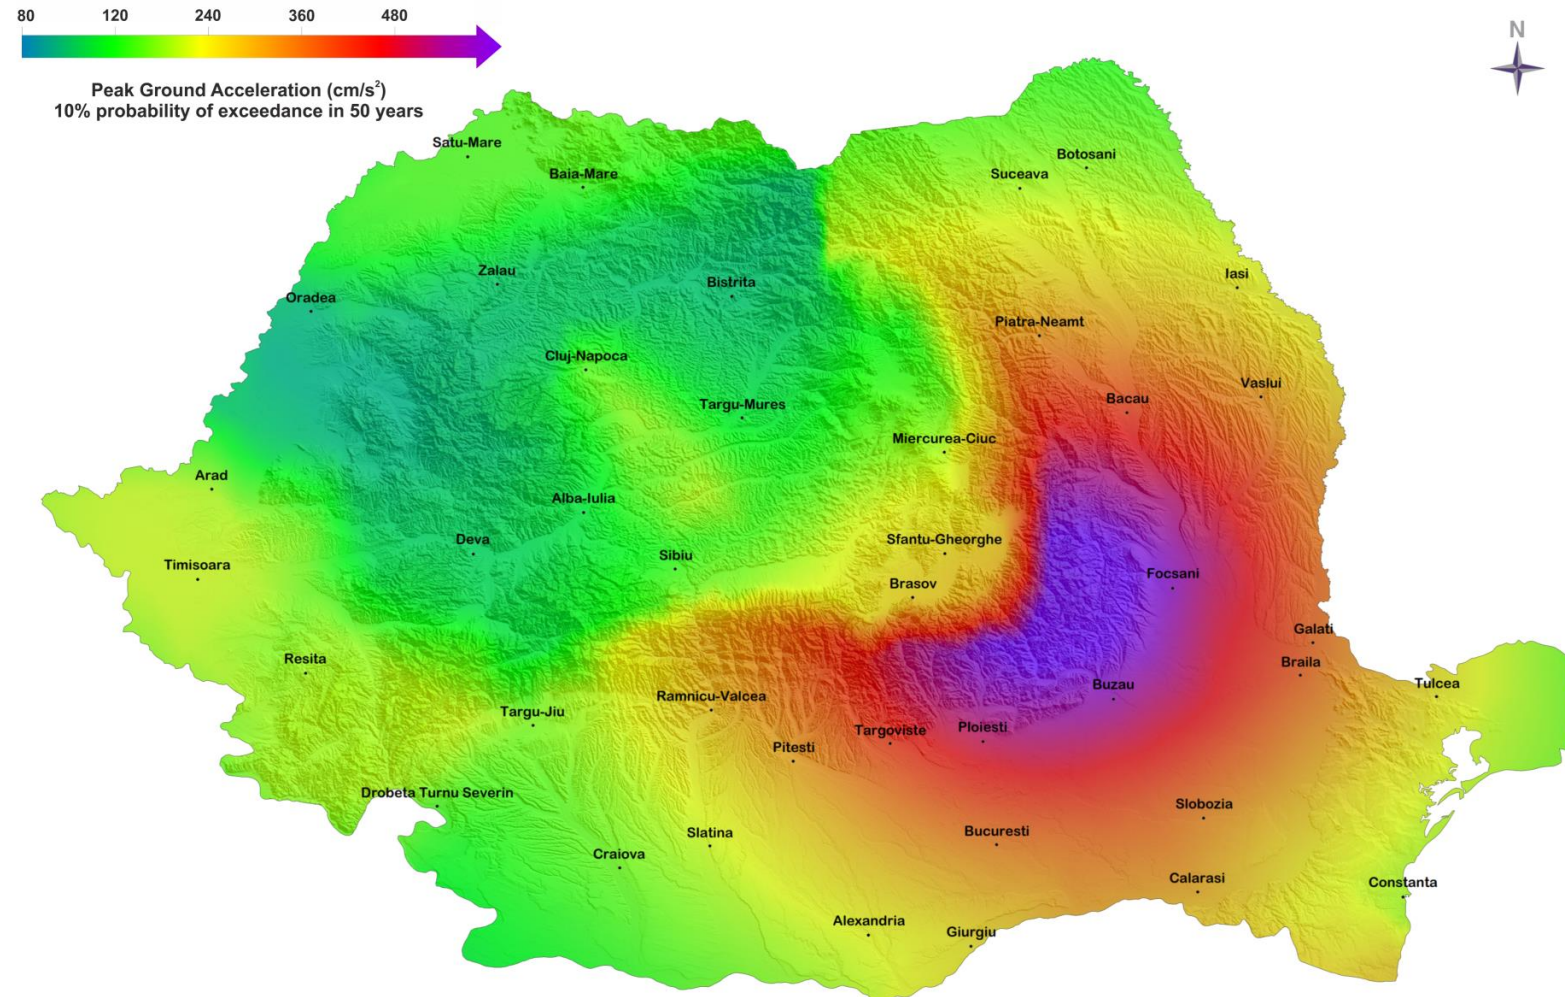 80 120 240 360 480
Peak Ground Acceleration (cm/s²)
10% probability of exceedance in 50 years
N
Satu-Mare
Botosani
Baia-Mare
Suceava
Zalau
Iasi
Bistrita
Oradea
Piatra-Neamt
Cluj-Napoca
Vaslui
Bacau
Targu-Mures
Miercurea-Ciuc
Arad
Alba-Iulia
Deva
Sfantu-Gheorghe
Sibiu
Timisoara
Focsani
Brasov
Galati
Resita
Braila
Tulcea
Buzau
Ramnicu-Valcea
Targu-Jiu
Ploiesti
Targoviste
Pitesti
Drobeta Turnu Severin
Slobozia
Bucuresti
Slatina
Craiova
Calarasi
Constanta
Alexandria
Giurgiu